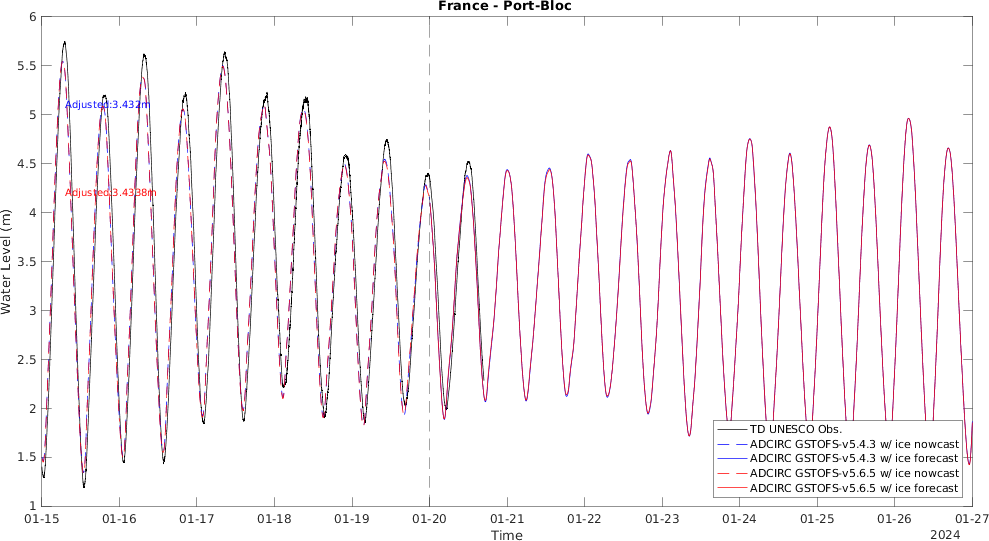 France - Port-Bloc
Water Level (m)
6
5.5
5
4.5
4
3.5
3
2.5
2
1.5
1
Adjusted:3.432m
Adjusted:3.4338m
TD UNESCO Obs.
ADCIRC GSTOFS-v5.4.3 w/ ice nowcast
ADCIRC GSTOFS-v5.4.3 w/ ice forecast
ADCIRC GSTOFS-v5.6.5 w/ ice nowcast
ADCIRC GSTOFS-v5.6.5 w/ ice forecast
01-15 01-16 01-17 01-18 01-19 01-20 01-21 01-22 01-23 01-24 01-25 01-26 01-27
Time
2024